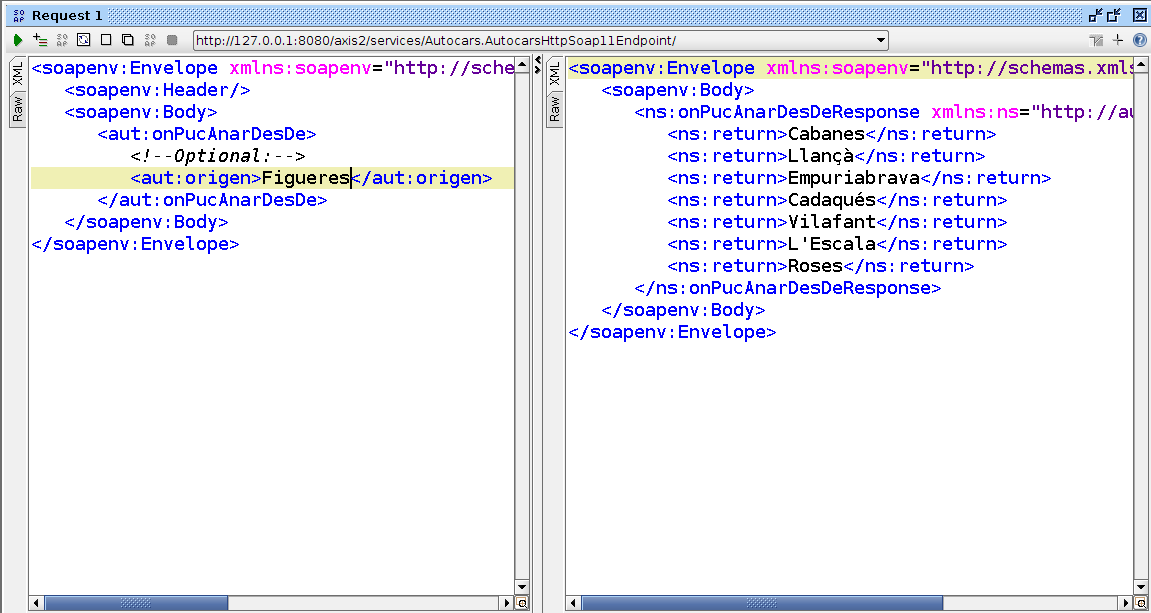 Request 1
http://127.0.0.1:8080/axis2/services/Autocars.AutocarsHttpSoap11Endpoint/
XML
Raw
<soapenv:Envelope xmlns:soapenv="http://sche
<soapenv:Header/>
<soapenv:Body>
<aut:onPucAnarDesDe>
<!--Optional:-->
<aut:origen>Figueres</aut:origen>
</aut:onPucAnarDesDe>
</soapenv:Body>
</soapenv:Envelope>
XML
Raw
<soapenv:Envelope xmlns:soapenv="http://schemas.xmls
<soapenv:Body>
<ns:onPucAnarDesDeResponse xmlns:ns="http://au
<ns:return>Cabanes</ns:return>
<ns:return>Llançà</ns:return>
<ns:return>Empuriabrava</ns:return>
<ns:return>Cadaqués</ns:return>
<ns:return>Vilafant</ns:return>
<ns:return>L'Escala</ns:return>
<ns:return>Roses</ns:return>
</ns:onPucAnarDesDeResponse>
</soapenv:Body>
</soapenv:Envelope>